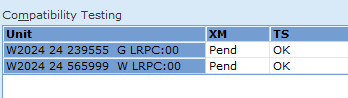 Compatibility Testing
Unit XM TS
W2024 24 239555 G LRPC:00 Pend OK
W2024 24 565999 W LRPC:00 Pend OK